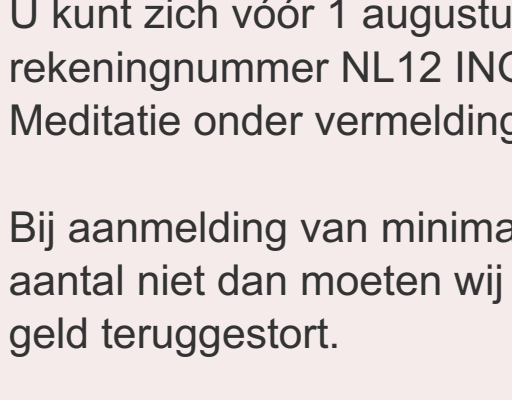 U kunt zich vóór 1 augustu
rekeningnummer NL12 ING
Meditatie onder vermelding
Bij aanmelding van minima
aantal niet dan moeten wij
geld teruggestort.